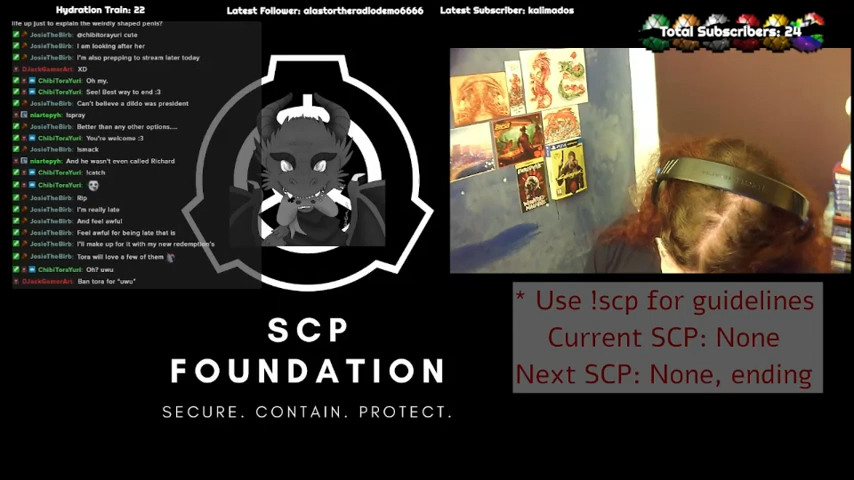 Hydration Train: 22
Latest Follower: alastortheradiodemo6666
Latest Subscriber: kalimados
Total Subscribers: 24
life up just to explain the weirdly shaped penis?
JosieTheBirb: @chibitorayuri cute
JosieTheBirb: I am looking after her
JosieTheBirb: I'm also prepping to stream later today
DJackGamerArt: XD
ChibiToraYuri: Oh my.
ChibiToraYuri: See! Best way to end :3
JosieTheBirb: Can't believe a dildo was president
niartepyh: !spray
JosieTheBirb: Better than any other options....
ChibiToraYuri: You're welcome :3
JosieTheBirb: !smack
niartepyh: And he wasn't even called Richard
ChibiToraYuri: !catch
ChibiToraYuri:
JosieTheBirb: Rip
JosieTheBirb: I'm really late
JosieTheBirb: And feel awful
JosieTheBirb: Feel awful for being late that is
JosieTheBirb: I'll make up for it with my new redemption's
JosieTheBirb: Tora will love a few of them
ChibiToraYuri: Oh? uwu
DJackGamerArt: Ban tora for "uwu"
SCP
FOUNDATION
SECURE. CONTAIN. PROTECT.
* Use !scp for guidelines
Current SCP: None
Next SCP: None, ending